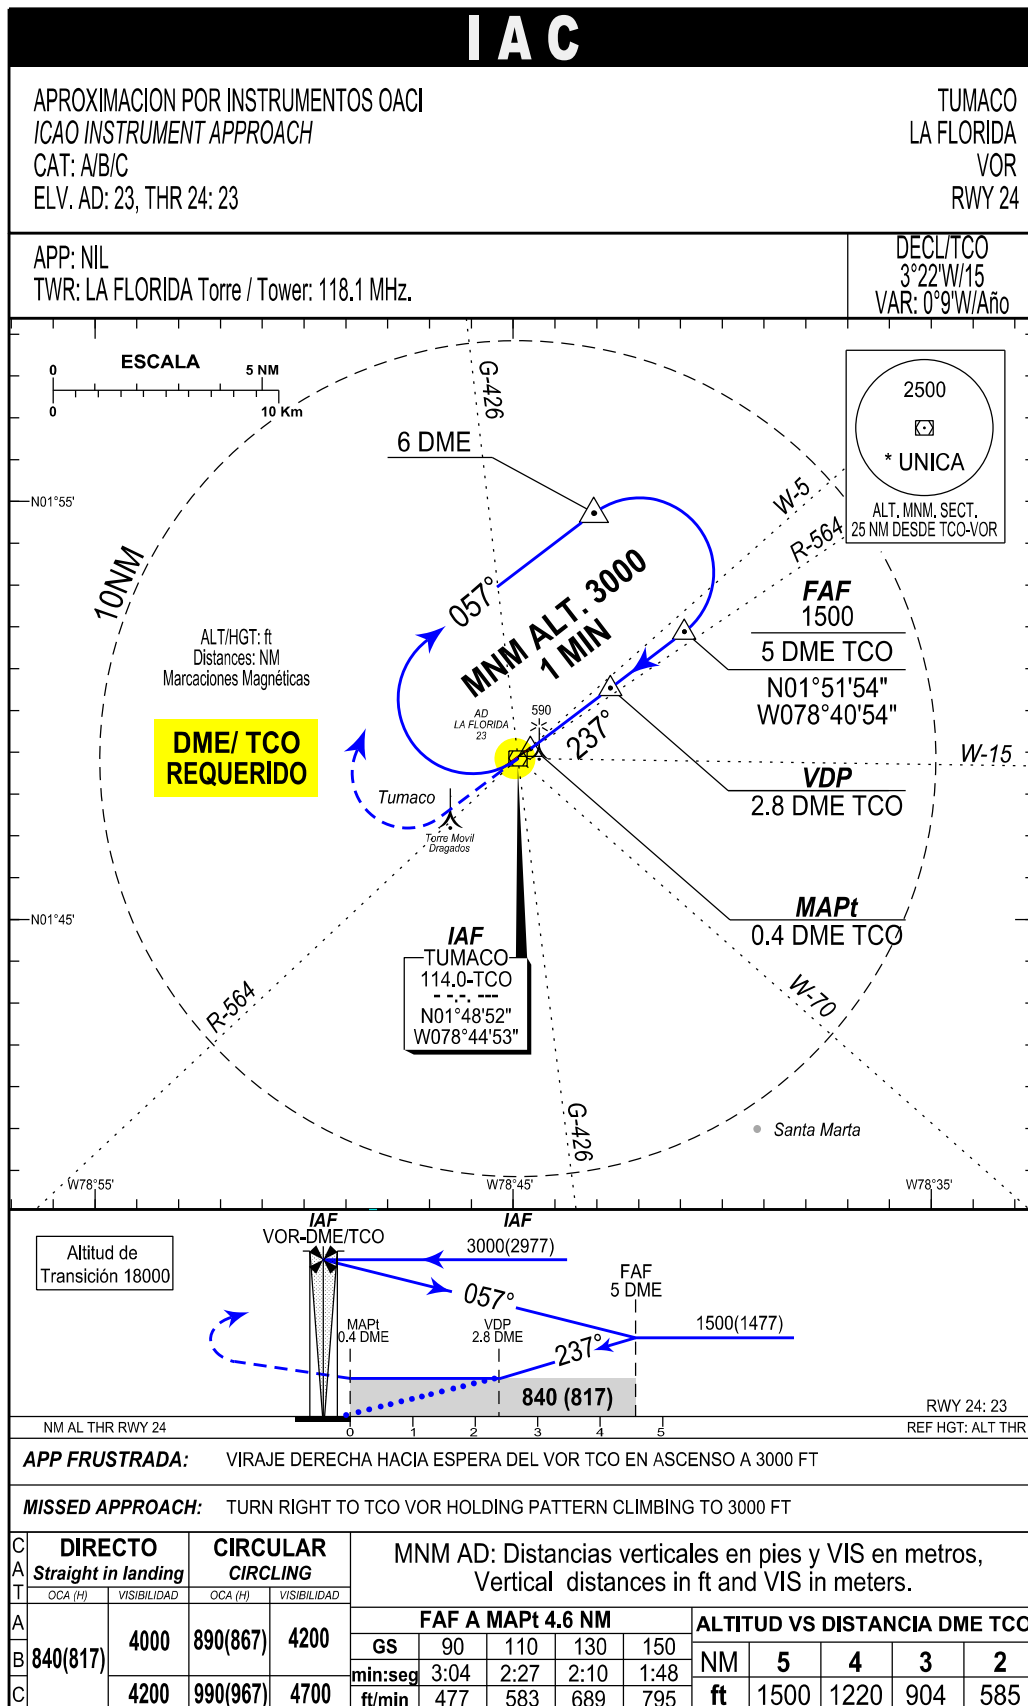 IAC
APROXIMACION POR INSTRUMENTOS OACI
ICAO INSTRUMENT APPROACH
CAT: A/B/C
ELV. AD: 23, THR 24: 23
TUMACO
LA FLORIDA
VOR
RWY 24
APP: NIL
TWR: LA FLORIDA Torre / Tower: 118.1 MHz.
DECL/TCO
3°22'W/15
VAR: 0°9'W/Año
ESCALA
0 5 NM
0 10 Km
G-426
6 DME
2500
* UNICA
ALT. MNM. SECT.
25 NM DESDE TCO-VOR
W-5
R-564
N01°55'
10NM
057°
MNM ALT. 3000
1 MIN
FAF
1500
5 DME TCO
N01°51'54"
W078°40'54"
ALT/HGT: ft
Distances: NM
Marcaciones Magnéticas
AD
LA FLORIDA
23
590
237°
DME/ TCO
REQUERIDO
W-15
VDP
2.8 DME TCO
Tumaco
Torre Movil
Dragados
MAPt
0.4 DME TCO
N01°45'
IAF
TUMACO
114.0-TCO
- -.-. ---
N01°48'52"
W078°44'53"
R-564
W-70
G-426
Santa Marta
W78°55'
W78°45'
W78°35'
Altitud de
Transición 18000
IAF
VOR-DME/TCO
IAF
3000(2977)
FAF
5 DME
057°
1500(1477)
MAPt
0.4 DME
VDP
2.8 DME
237°
840 (817)
RWY 24: 23
NM AL THR RWY 24
0 1 2 3 4 5
REF HGT: ALT THR
APP FRUSTRADA: VIRAJE DERECHA HACIA ESPERA DEL VOR TCO EN ASCENSO A 3000 FT
MISSED APPROACH: TURN RIGHT TO TCO VOR HOLDING PATTERN CLIMBING TO 3000 FT
CAT
DIRECTO
Straight in landing
CIRCULAR
CIRCLING
OCA (H) VISIBILIDAD OCA (H) VISIBILIDAD
A
B
C
840(817)
4000
890(867)
4200
4200
990(967)
4700
MNM AD: Distancias verticales en pies y VIS en metros,
Vertical distances in ft and VIS in meters.
FAF A MAPt 4.6 NM
GS 90 110 130 150
min:seg 3:04 2:27 2:10 1:48
ft/min 477 583 689 795
ALTITUD VS DISTANCIA DME TCO
NM 5 4 3 2
ft 1500 1220 904 585